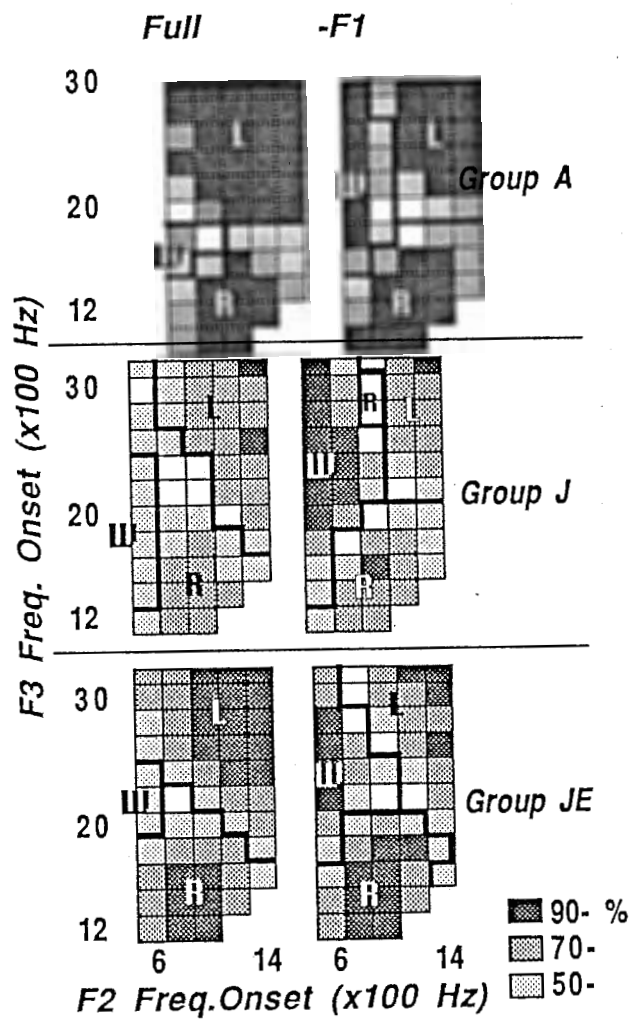 Full -F1
30
L L
W Group A
20
W
12 R R
30
L R L
W
20 Group J
W
R R
12
30
L L
W
W Group JE
20
R R
12
90- %
70-
50-
6 14 6 14
F2 Freq.Onset (x100 Hz)
F3 Freq. Onset (x100 Hz)